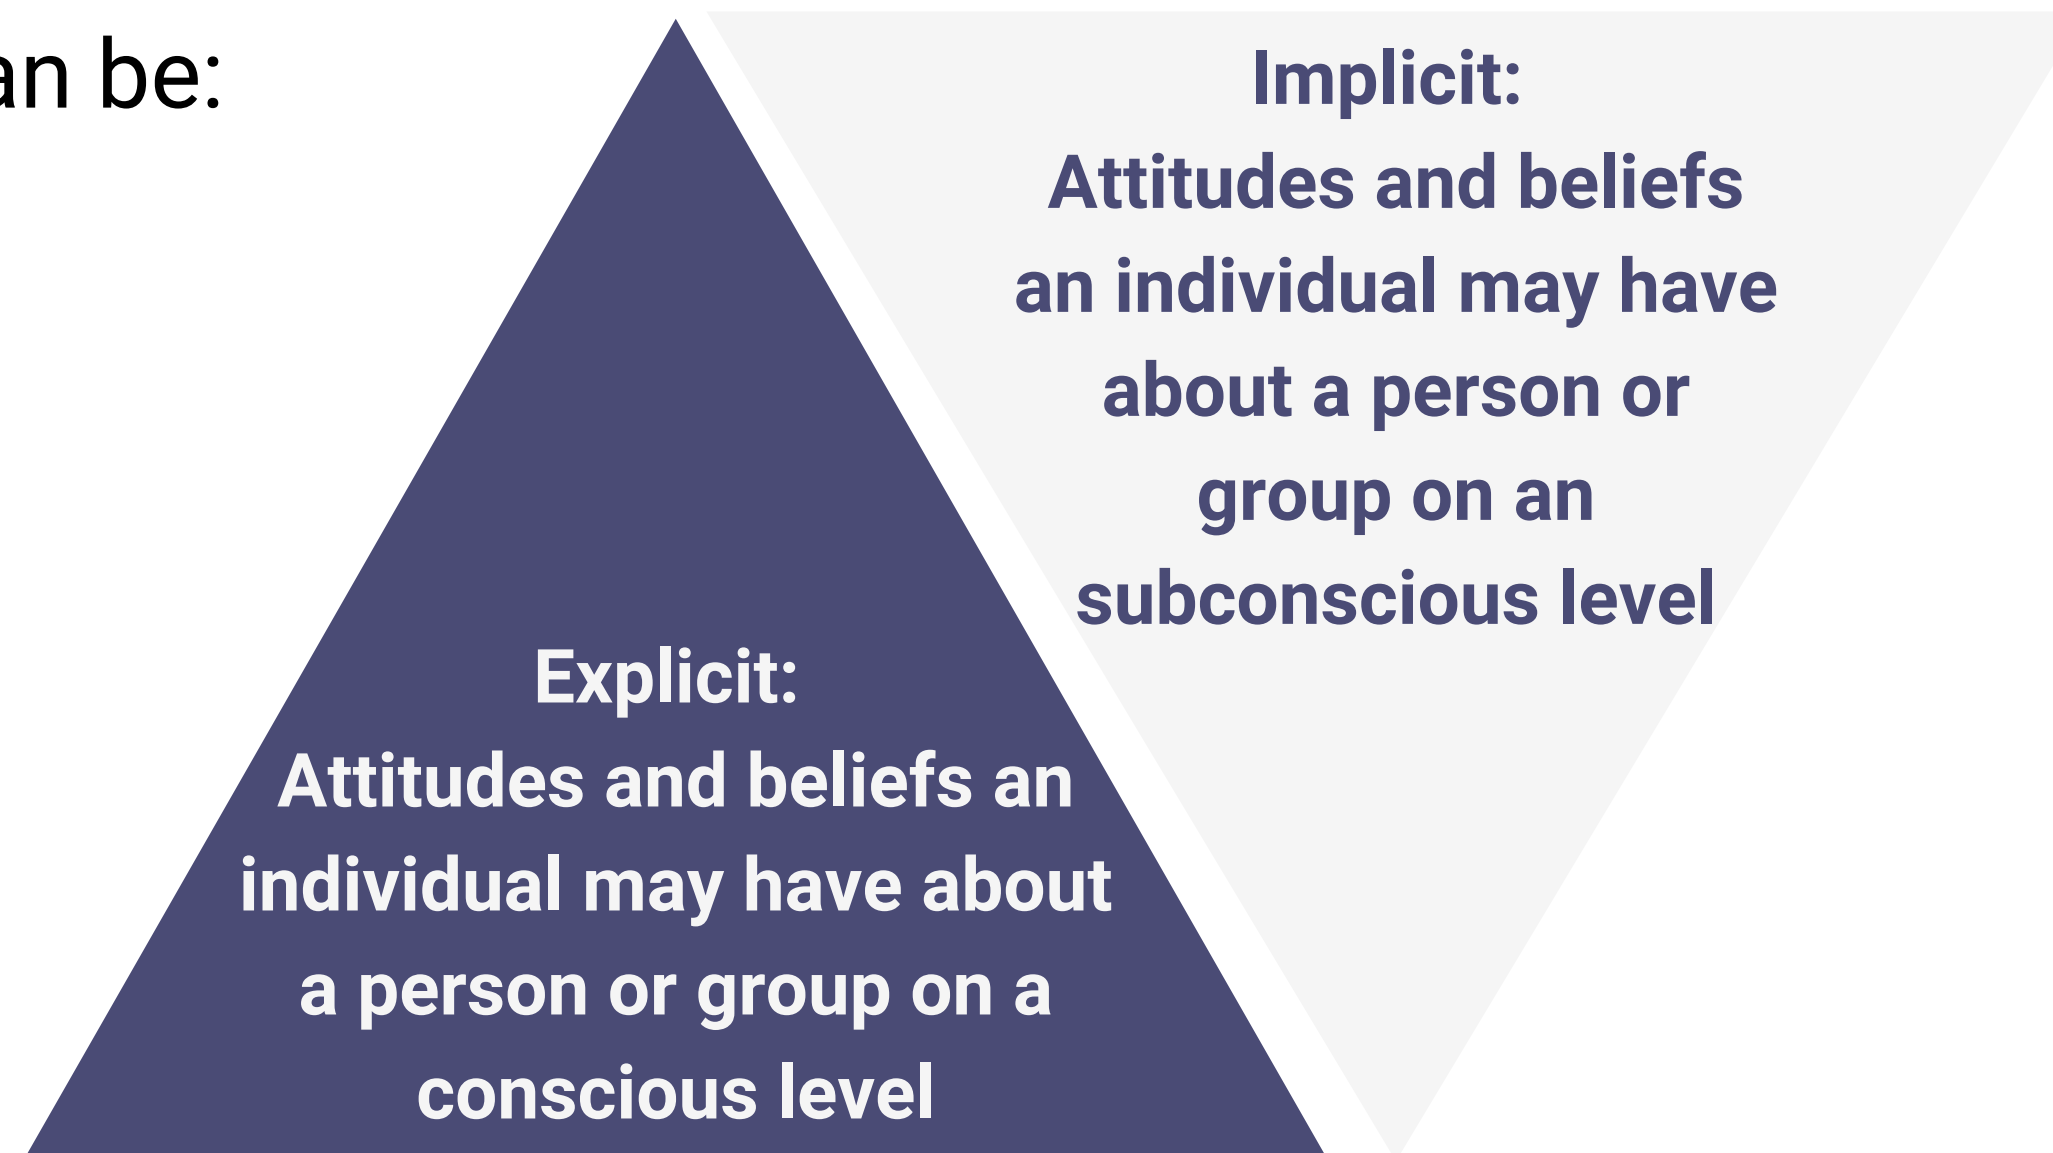 an be:
Implicit:
Attitudes and beliefs
an individual may have
about a person or
group on an
subconscious level
Explicit:
Attitudes and beliefs an
individual may have about
a person or group on a
conscious level